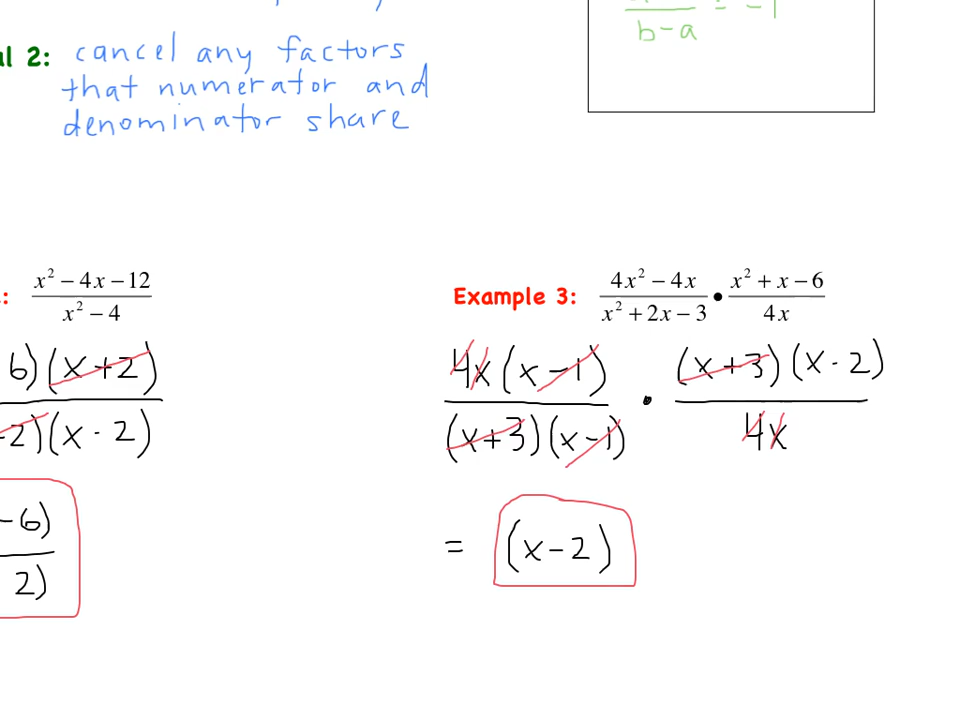 b-a = -1
al 2: cancel any factors
that numerator and
denominator share
: x² - 4x - 12 / x² - 4
6)(x+2) / -2)(x-2)
-6) / 2)
Example 3: 4x² - 4x / x² + 2x - 3 • x² + x - 6 / 4x
4x(x-1) / (x+3)(x-1) • (x+3)(x-2) / 4x
= (x-2)